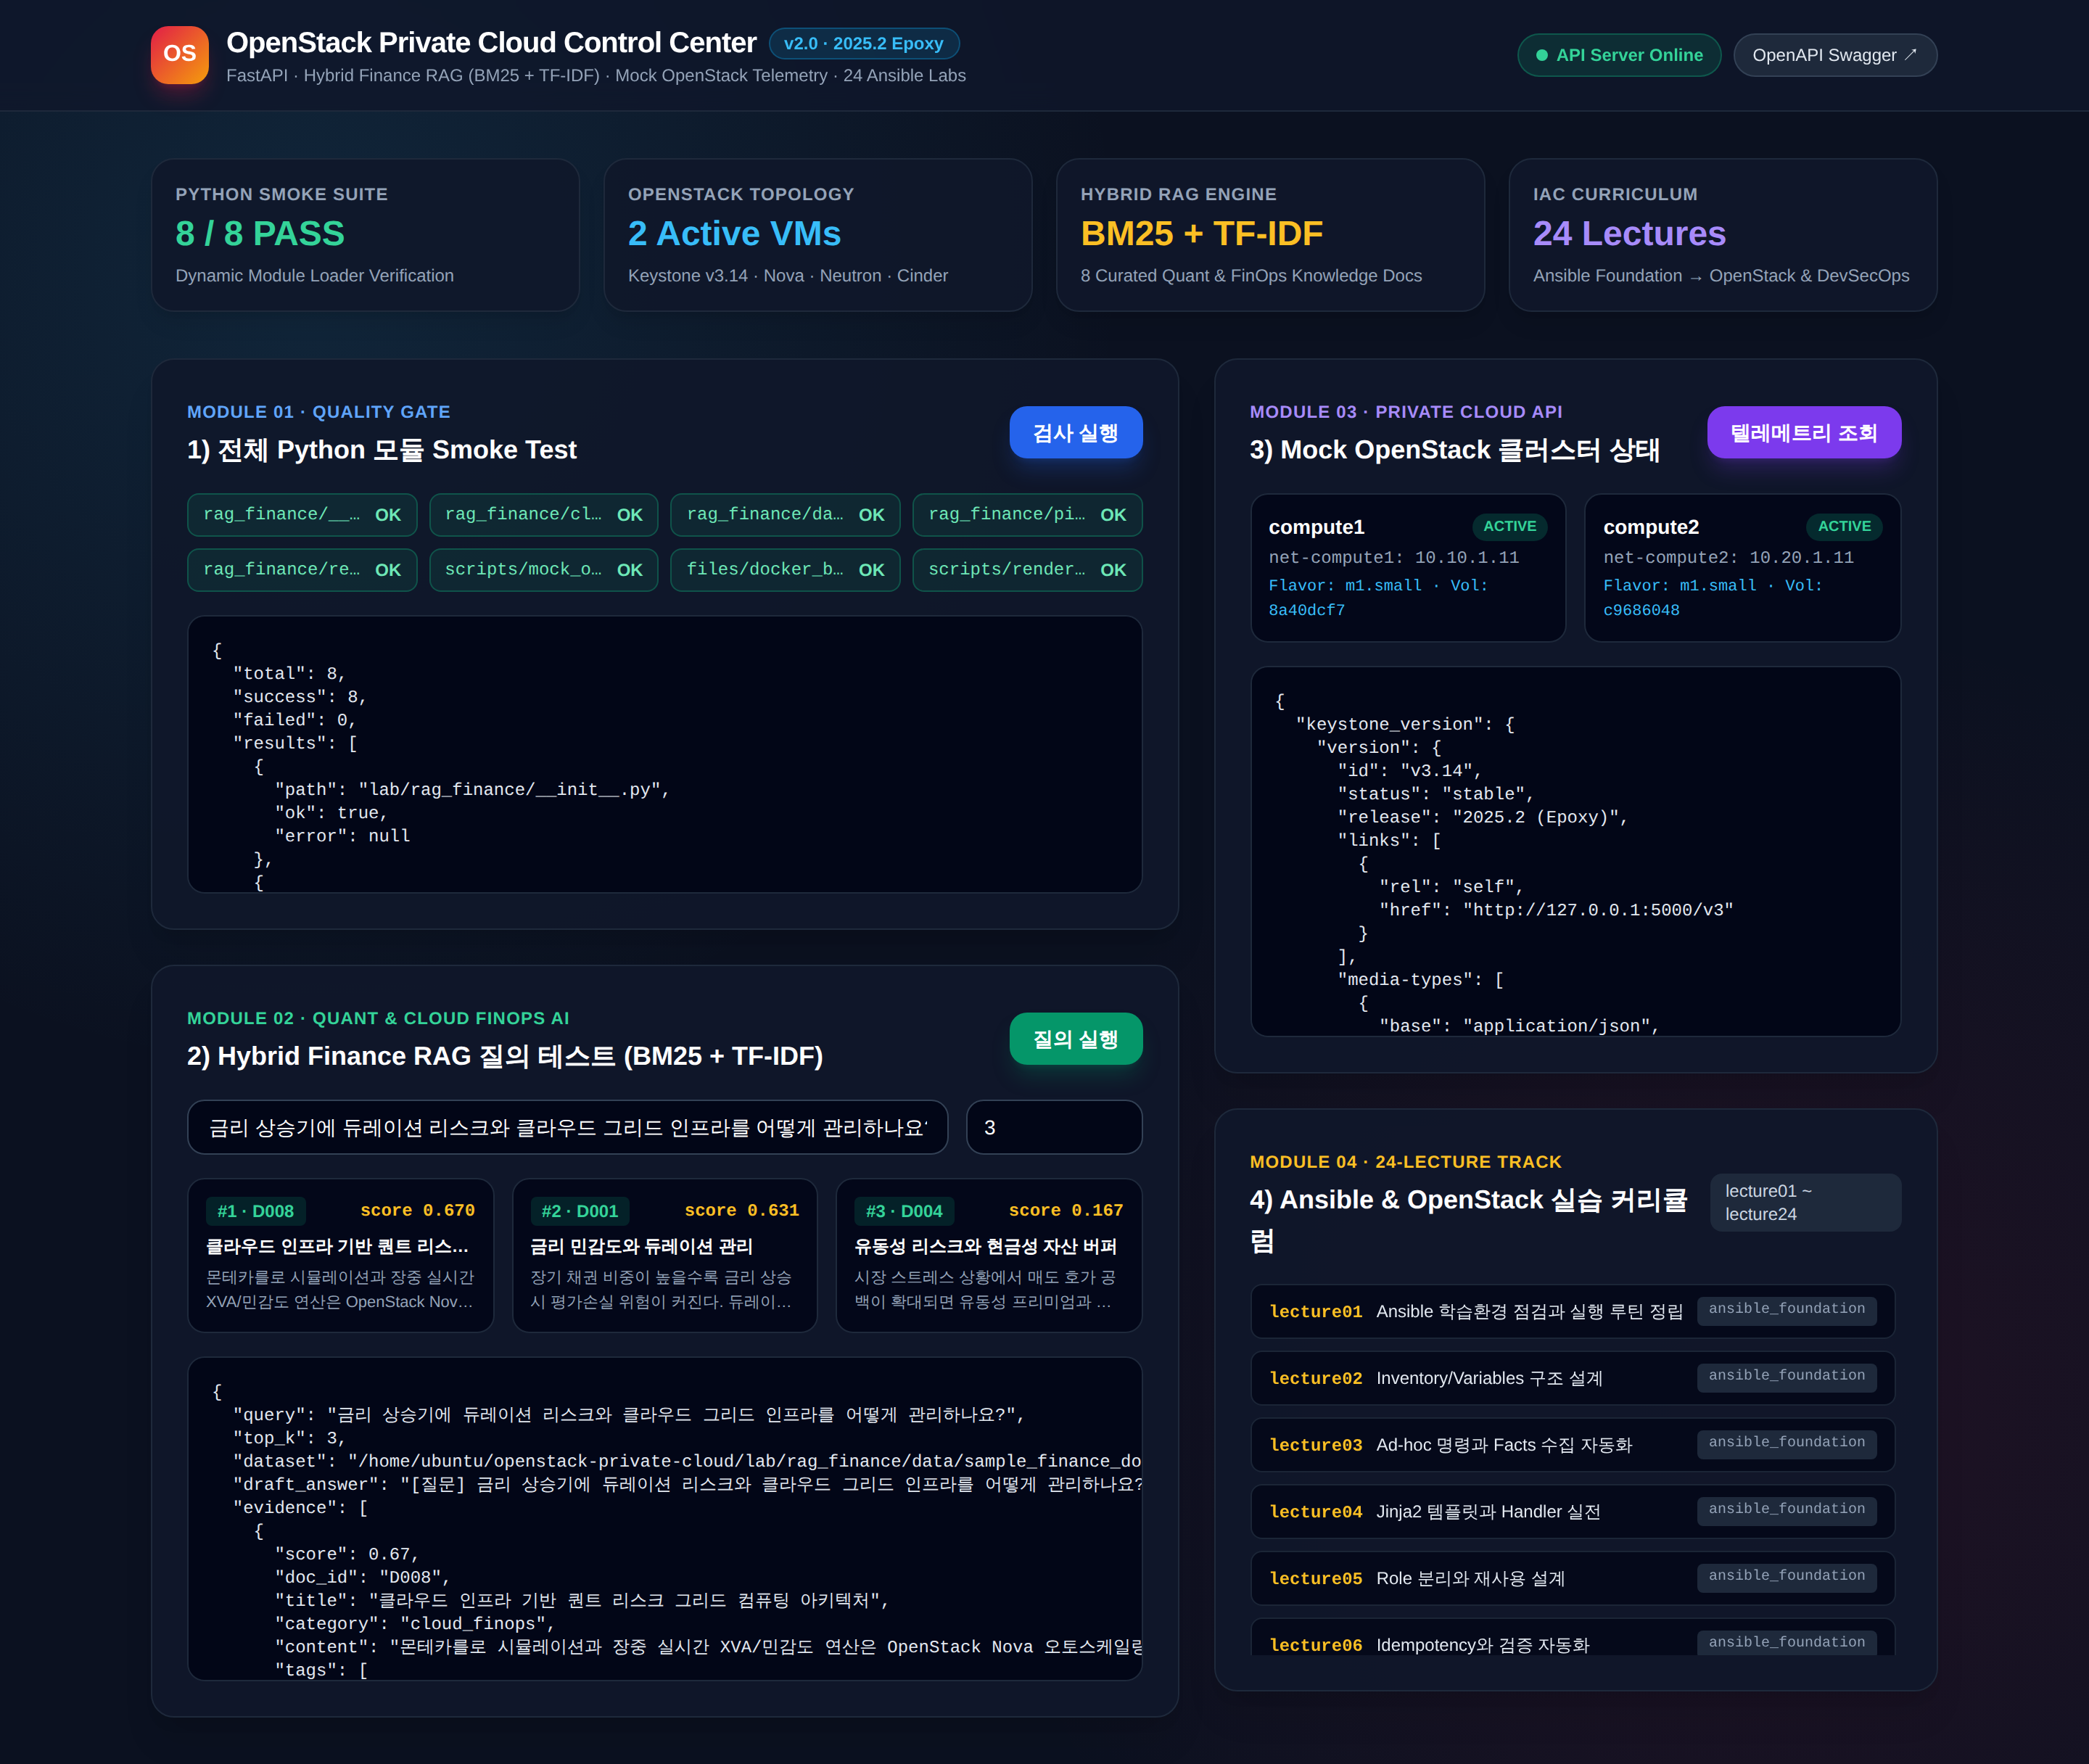 OS
OpenStack Private Cloud Control Center
v2.0 · 2025.2 Epoxy
FastAPI · Hybrid Finance RAG (BM25 + TF-IDF) · Mock OpenStack Telemetry · 24 Ansible Labs
API Server Online
OpenAPI Swagger ↗
PYTHON SMOKE SUITE
8 / 8 PASS
Dynamic Module Loader Verification
OPENSTACK TOPOLOGY
2 Active VMs
Keystone v3.14 · Nova · Neutron · Cinder
HYBRID RAG ENGINE
BM25 + TF-IDF
8 Curated Quant & FinOps Knowledge Docs
IAC CURRICULUM
24 Lectures
Ansible Foundation → OpenStack & DevSecOps
MODULE 01 · QUALITY GATE
1) 전체 Python 모듈 Smoke Test
검사 실행
rag_finance/__… OK
rag_finance/cl… OK
rag_finance/da… OK
rag_finance/pi… OK
rag_finance/re… OK
scripts/mock_o… OK
files/docker_b… OK
scripts/render… OK
{
  "total": 8,
  "success": 8,
  "failed": 0,
  "results": [
    {
      "path": "lab/rag_finance/__init__.py",
      "ok": true,
      "error": null
    },
    {
MODULE 02 · QUANT & CLOUD FINOPS AI
2) Hybrid Finance RAG 질의 테스트 (BM25 + TF-IDF)
질의 실행
금리 상승기에 듀레이션 리스크와 클라우드 그리드 인프라를 어떻게 관리하나요?
3
#1 · D008
score 0.670
클라우드 인프라 기반 퀀트 리스…
몬테카를로 시뮬레이션과 장중 실시간
XVA/민감도 연산은 OpenStack Nov…
#2 · D001
score 0.631
금리 민감도와 듀레이션 관리
장기 채권 비중이 높을수록 금리 상승
시 평가손실 위험이 커진다. 듀레이…
#3 · D004
score 0.167
유동성 리스크와 현금성 자산 버퍼
시장 스트레스 상황에서 매도 호가 공
백이 확대되면 유동성 프리미엄과 …
{
  "query": "금리 상승기에 듀레이션 리스크와 클라우드 그리드 인프라를 어떻게 관리하나요?",
  "top_k": 3,
  "dataset": "/home/ubuntu/openstack-private-cloud/lab/rag_finance/data/sample_finance_do
  "draft_answer": "[질문] 금리 상승기에 듀레이션 리스크와 클라우드 그리드 인프라를 어떻게 관리하나요?
  "evidence": [
    {
      "score": 0.67,
      "doc_id": "D008",
      "title": "클라우드 인프라 기반 퀀트 리스크 그리드 컴퓨팅 아키텍처",
      "category": "cloud_finops",
      "content": "몬테카를로 시뮬레이션과 장중 실시간 XVA/민감도 연산은 OpenStack Nova 오토스케일링
      "tags": [
MODULE 03 · PRIVATE CLOUD API
3) Mock OpenStack 클러스터 상태
텔레메트리 조회
compute1
ACTIVE
net-compute1: 10.10.1.11
Flavor: m1.small · Vol:
8a40dcf7
compute2
ACTIVE
net-compute2: 10.20.1.11
Flavor: m1.small · Vol:
c9686048
{
  "keystone_version": {
    "version": {
      "id": "v3.14",
      "status": "stable",
      "release": "2025.2 (Epoxy)",
      "links": [
        {
          "rel": "self",
          "href": "http://127.0.0.1:5000/v3"
        }
      ],
      "media-types": [
        {
          "base": "application/json",
MODULE 04 · 24-LECTURE TRACK
4) Ansible & OpenStack 실습 커리큘
럼
lecture01 ~
lecture24
lecture01 Ansible 학습환경 점검과 실행 루틴 정립 ansible_foundation
lecture02 Inventory/Variables 구조 설계 ansible_foundation
lecture03 Ad-hoc 명령과 Facts 수집 자동화 ansible_foundation
lecture04 Jinja2 템플릿과 Handler 실전 ansible_foundation
lecture05 Role 분리와 재사용 설계 ansible_foundation
lecture06 Idempotency와 검증 자동화 ansible_foundation